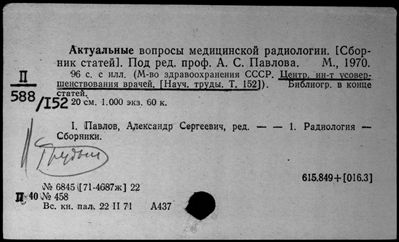 Актуальные вопросы медицинской радиологии. [Сбор-
ник статей]. Под ред. проф. А. С. Павлова. М., 1970.
96 с. с илл. (М-во здравоохранения СССР. Центр. ин-т усовер-
шенствования врачей. [Науч. труды. Т. 152]). Библиогр. в конце
статей.
II
588/152
20 см. 1.000 экз. 60 к.
I. Павлов, Александр Сергеевич, ред. — — 1. Радиология —
Сборники.
Труды
615.849+[016.3]
№ 6845 [71-4687ж] 22
II 40 № 458
Вс. кн. пал. 22 II 71 А437